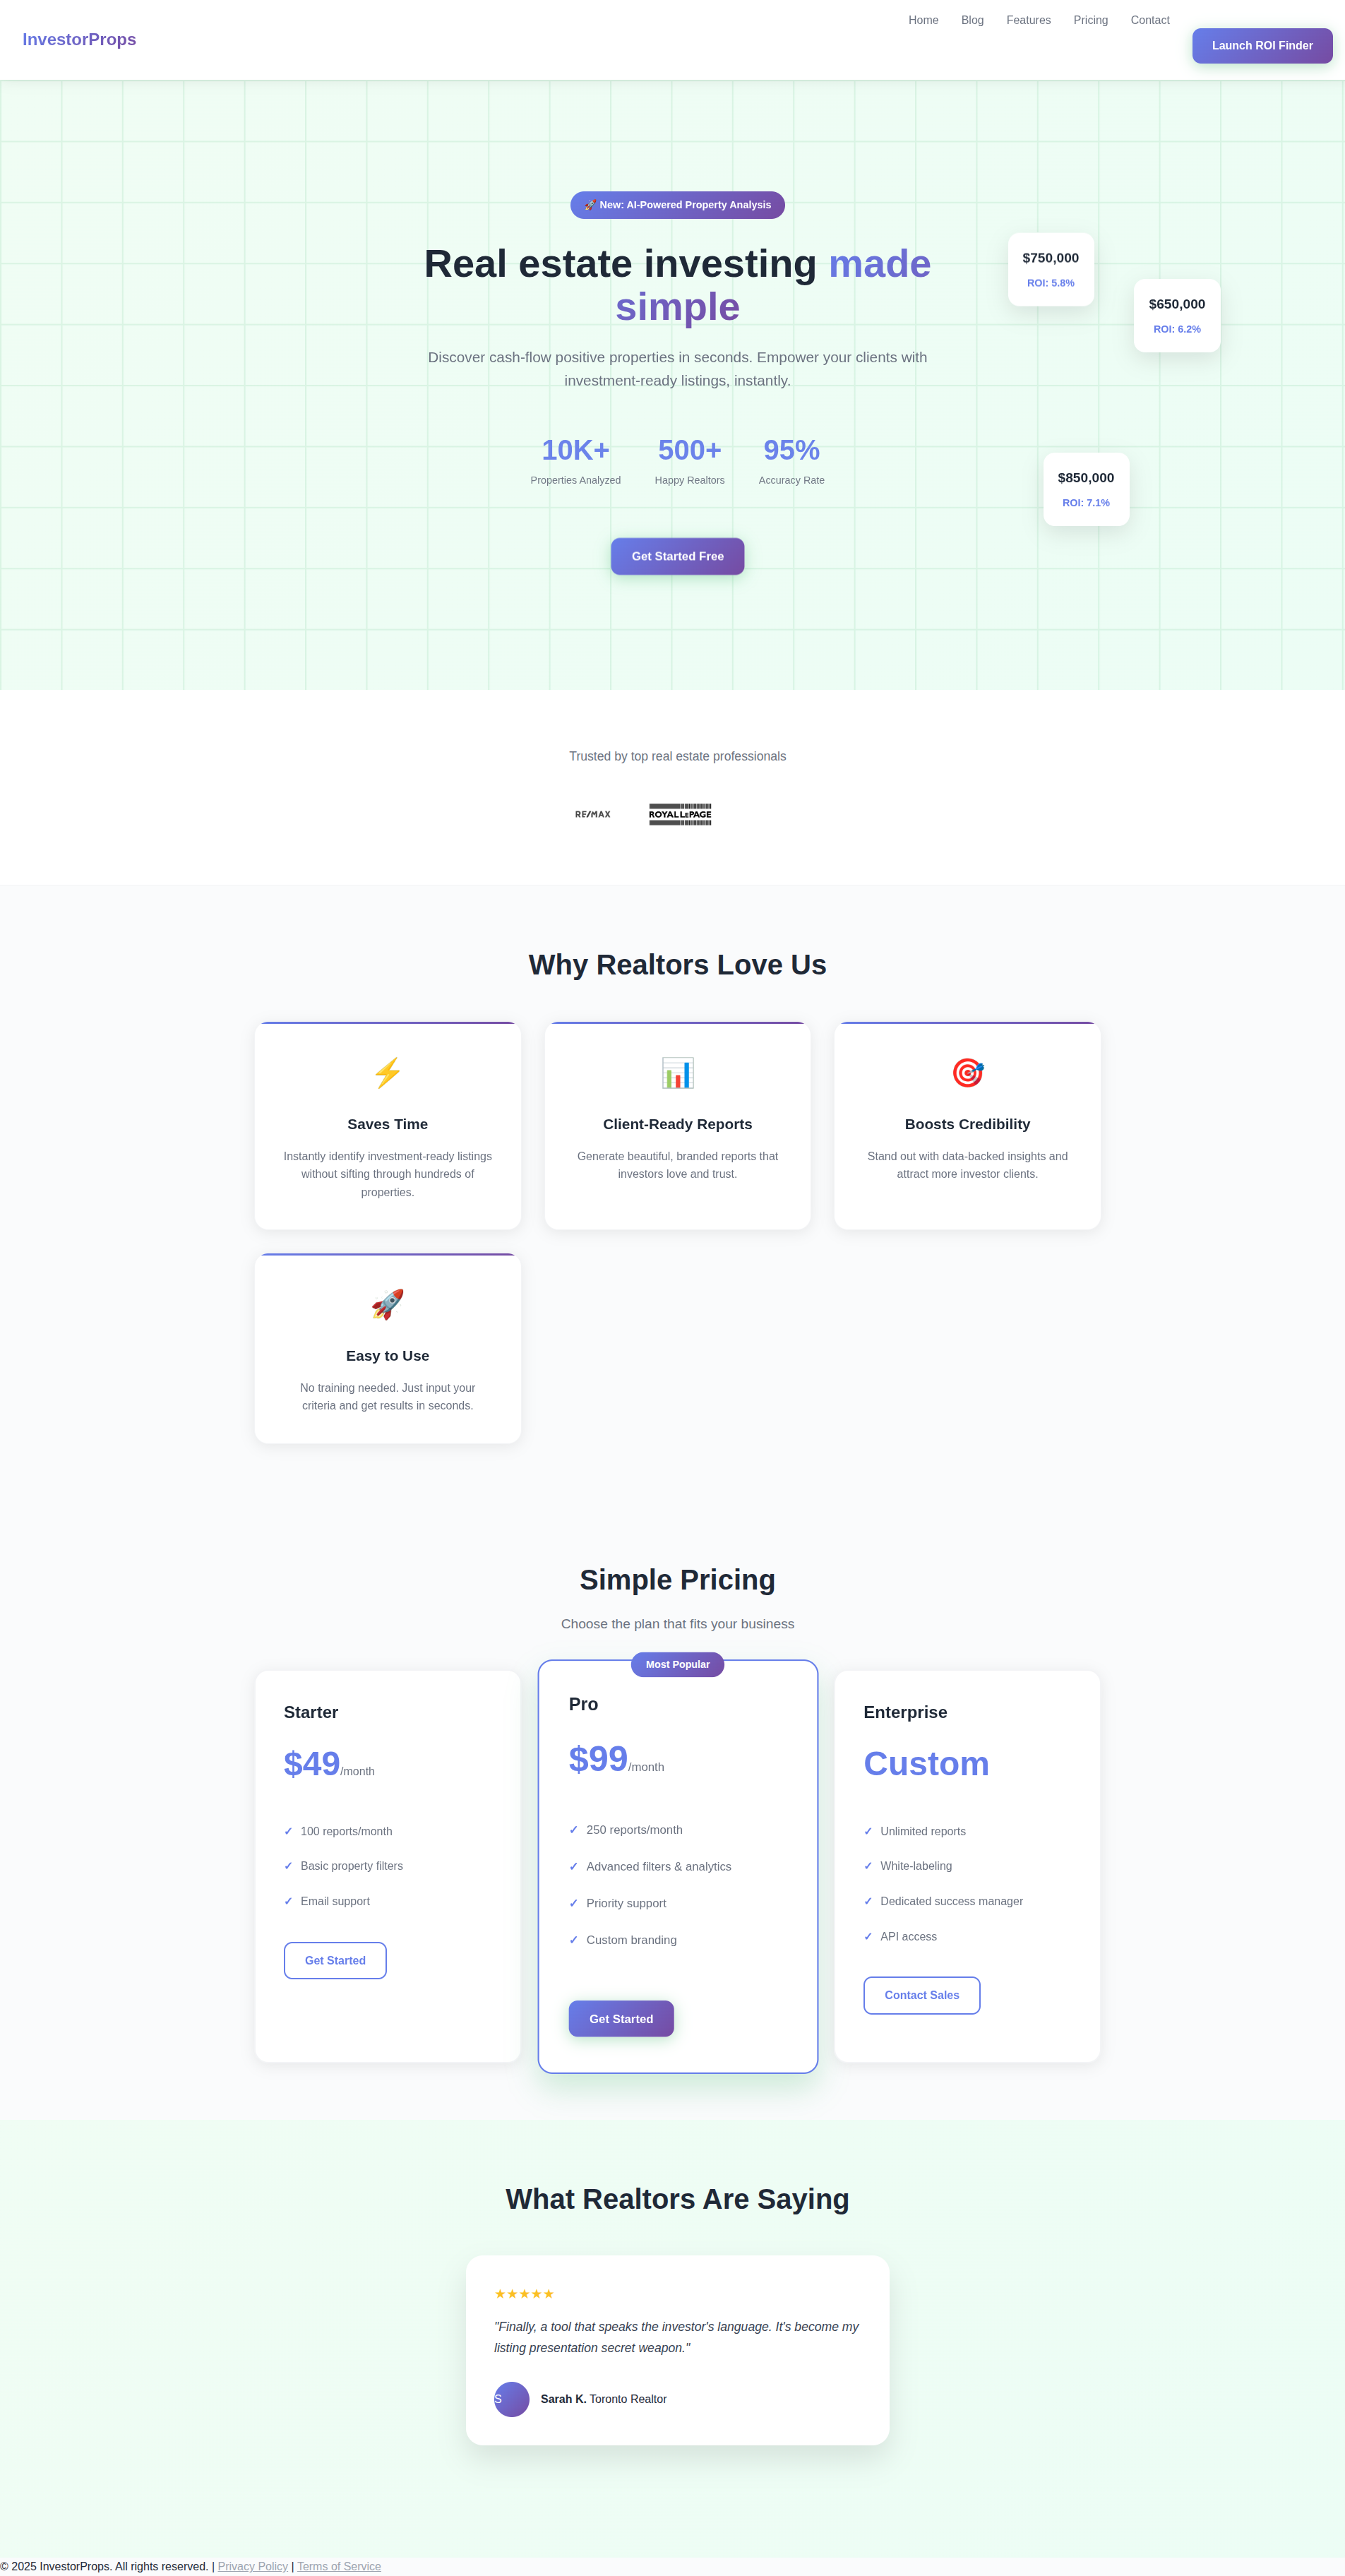 InvestorProps
Home Blog Features Pricing Contact
Launch ROI Finder
🚀 New: AI-Powered Property Analysis
Real estate investing made
simple
Discover cash-flow positive properties in seconds. Empower your clients with
investment-ready listings, instantly.
10K+ 500+ 95%
Properties Analyzed Happy Realtors Accuracy Rate
Get Started Free
$750,000
ROI: 5.8%
$650,000
ROI: 6.2%
$850,000
ROI: 7.1%
Trusted by top real estate professionals
RE/MAX ROYAL LEPAGE
Why Realtors Love Us
Saves Time
Instantly identify investment-ready listings
without sifting through hundreds of
properties.
Client-Ready Reports
Generate beautiful, branded reports that
investors love and trust.
Boosts Credibility
Stand out with data-backed insights and
attract more investor clients.
Easy to Use
No training needed. Just input your
criteria and get results in seconds.
Simple Pricing
Choose the plan that fits your business
Starter
$49/month
✓ 100 reports/month
✓ Basic property filters
✓ Email support
Get Started
Most Popular
Pro
$99/month
✓ 250 reports/month
✓ Advanced filters & analytics
✓ Priority support
✓ Custom branding
Get Started
Enterprise
Custom
✓ Unlimited reports
✓ White-labeling
✓ Dedicated success manager
✓ API access
Contact Sales
What Realtors Are Saying
★★★★★
"Finally, a tool that speaks the investor's language. It's become my
listing presentation secret weapon."
S
Sarah K. Toronto Realtor
© 2025 InvestorProps. All rights reserved. | Privacy Policy | Terms of Service